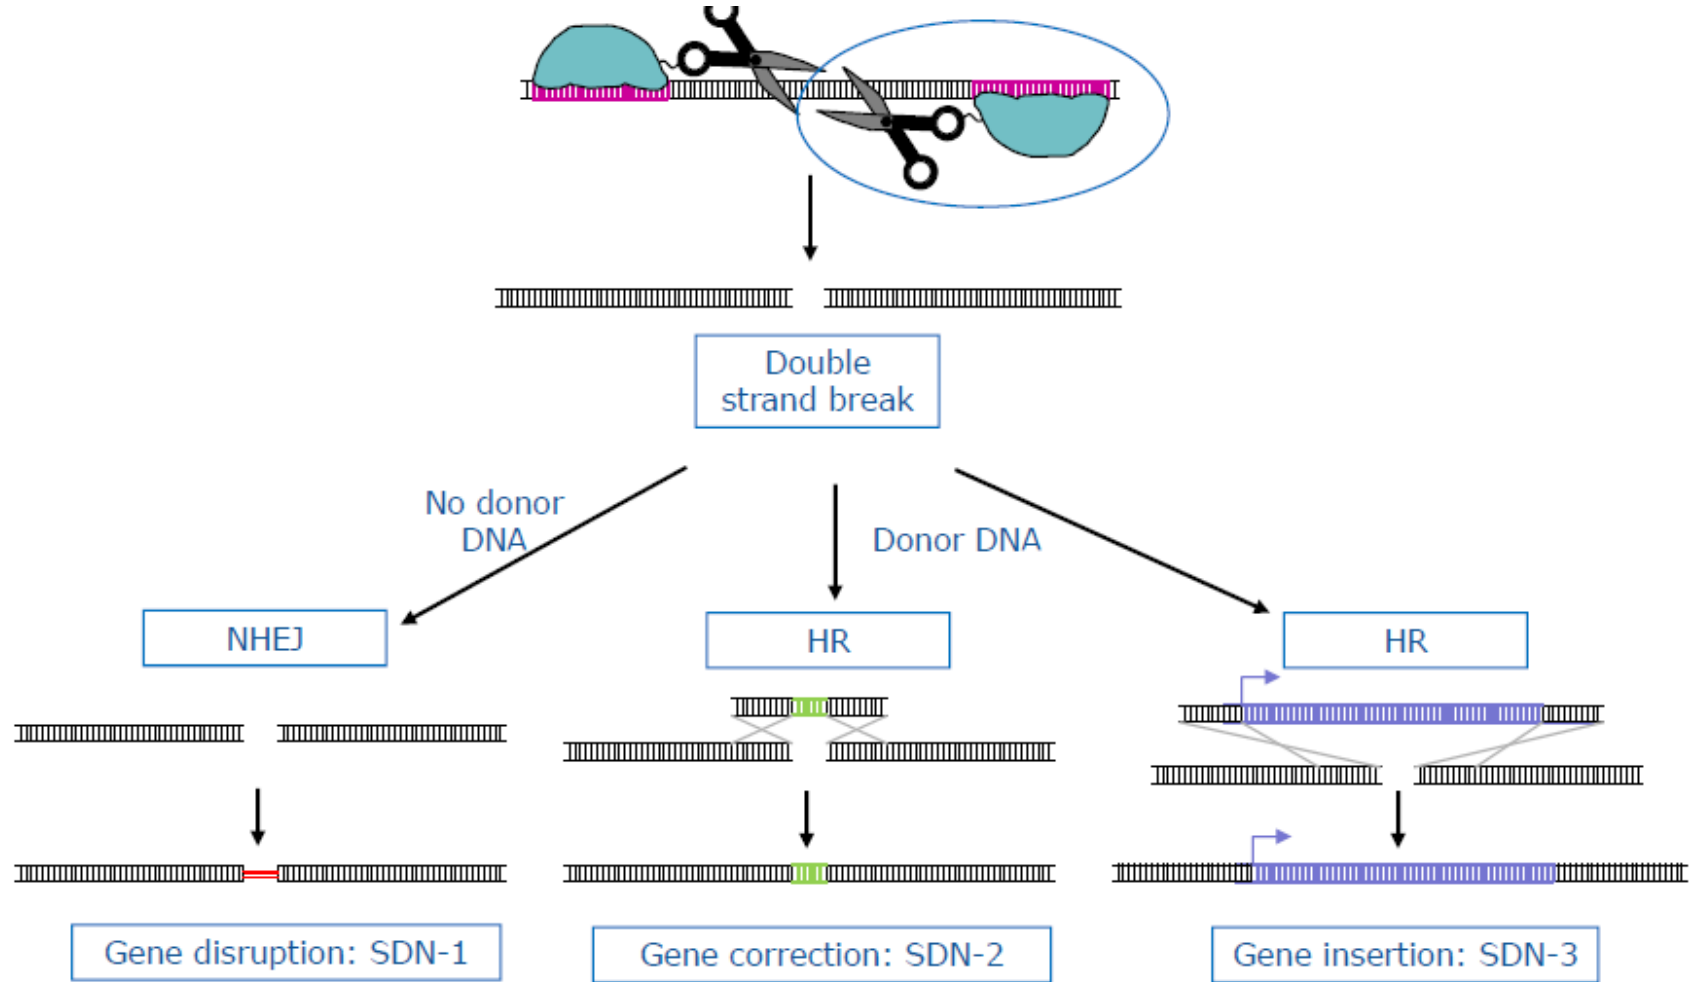 Double
strand break
No donor
DNA
Donor DNA
NHEJ
HR
HR
Gene disruption: SDN-1
Gene correction: SDN-2
Gene insertion: SDN-3